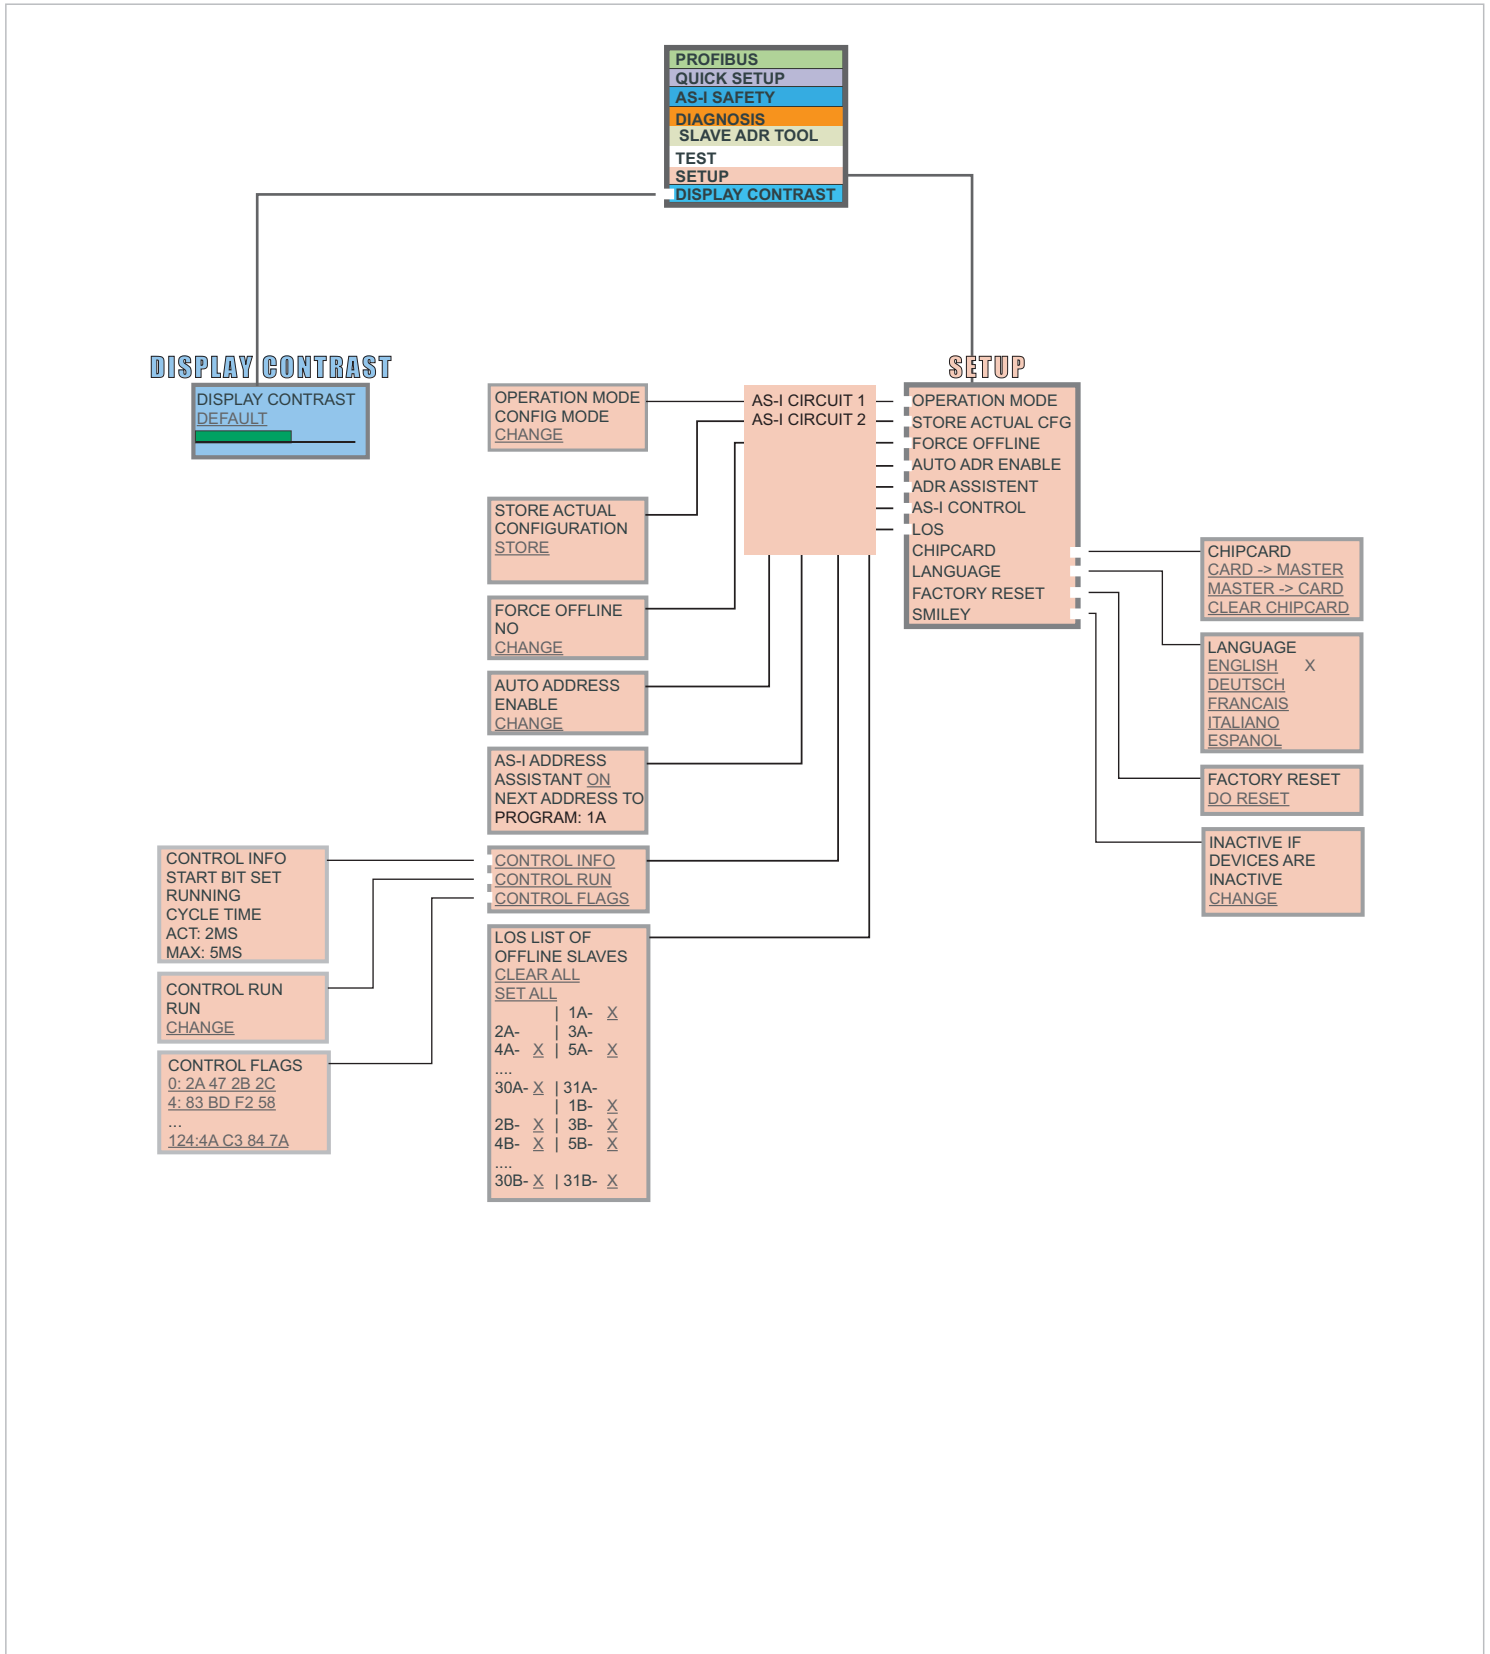 PROFIBUS
QUICK SETUP
AS-I SAFETY
DIAGNOSIS
SLAVE ADR TOOL
TEST
SETUP
DISPLAY CONTRAST
DISPLAY CONTRAST
DISPLAY CONTRAST
DEFAULT
OPERATION MODE
CONFIG MODE
CHANGE
STORE ACTUAL
CONFIGURATION
STORE
FORCE OFFLINE
NO
CHANGE
AUTO ADDRESS
ENABLE
CHANGE
AS-I ADDRESS
ASSISTANT ON
NEXT ADDRESS TO
PROGRAM: 1A
CONTROL INFO
CONTROL RUN
CONTROL FLAGS
LOS LIST OF
OFFLINE SLAVES
CLEAR ALL
SET ALL
| 1A- X
2A- | 3A-
4A- X | 5A- X
....
30A- X | 31A-
| 1B- X
2B- X | 3B- X
4B- X | 5B- X
....
30B- X | 31B- X
CONTROL INFO
START BIT SET
RUNNING
CYCLE TIME
ACT: 2MS
MAX: 5MS
CONTROL RUN
RUN
CHANGE
CONTROL FLAGS
0: 2A 47 2B 2C
4: 83 BD F2 58
...
124:4A C3 84 7A
AS-I CIRCUIT 1
AS-I CIRCUIT 2
SETUP
OPERATION MODE
STORE ACTUAL CFG
FORCE OFFLINE
AUTO ADR ENABLE
ADR ASSISTENT
AS-I CONTROL
LOS
CHIPCARD
LANGUAGE
FACTORY RESET
SMILEY
CHIPCARD
CARD -> MASTER
MASTER -> CARD
CLEAR CHIPCARD
LANGUAGE
ENGLISH X
DEUTSCH
FRANCAIS
ITALIANO
ESPANOL
FACTORY RESET
DO RESET
INACTIVE IF
DEVICES ARE
INACTIVE
CHANGE